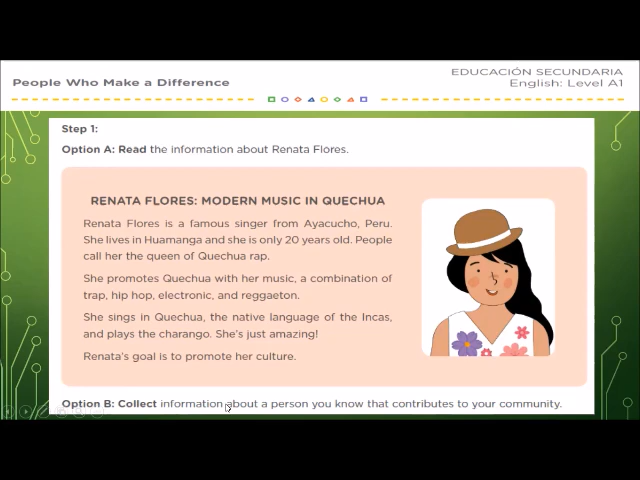 People Who Make a Difference
EDUCACIÓN SECUNDARIA
English: Level A1
Step 1:
Option A: Read the information about Renata Flores.
RENATA FLORES: MODERN MUSIC IN QUECHUA
Renata Flores is a famous singer from Ayacucho, Peru.
She lives in Huamanga and she is only 20 years old. People
call her the queen of Quechua rap.
She promotes Quechua with her music, a combination of
trap, hip hop, electronic, and reggaeton.
She sings in Quechua, the native language of the Incas,
and plays the charango. She's just amazing!
Renata's goal is to promote her culture.
Option B: Collect information about a person you know that contributes to your community.